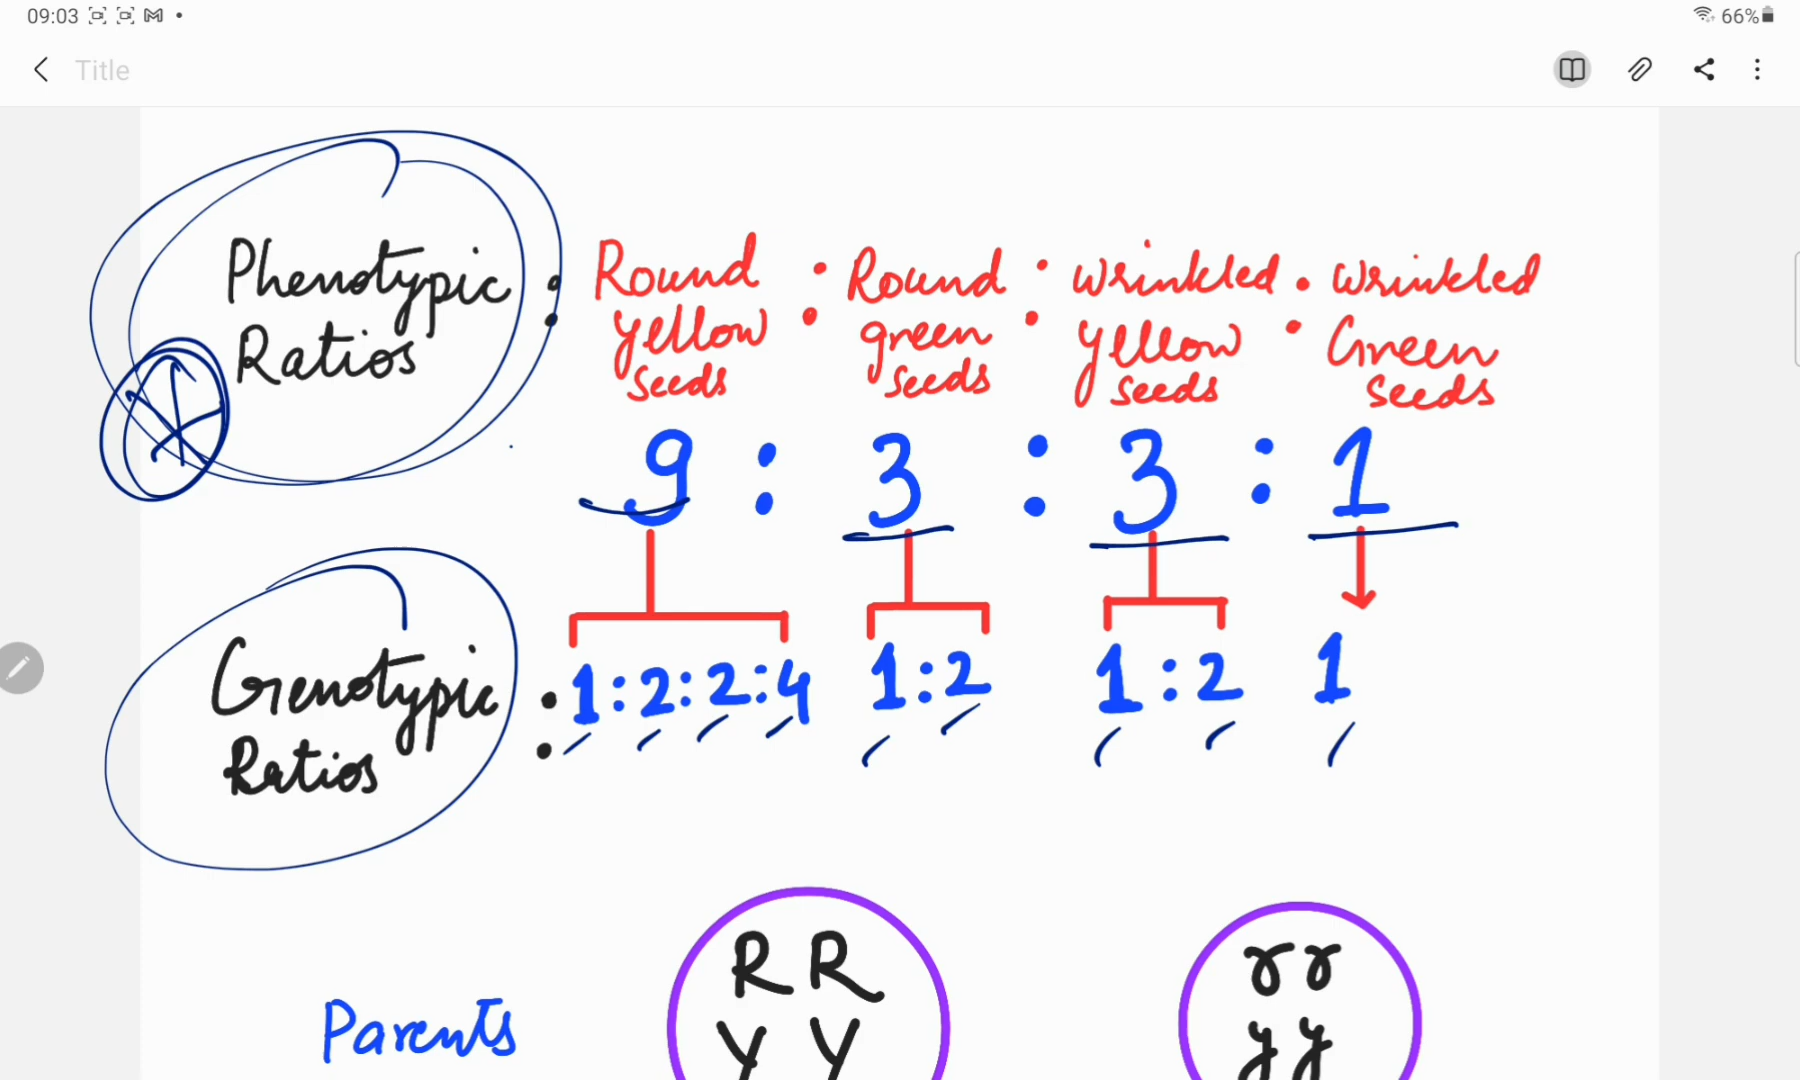 09:03
66%
Title
Phenotypic Ratios :
Round yellow seeds : Round green seeds : wrinkled yellow seeds : wrinkled Green seeds
9 : 3 : 3 : 1
Genotypic Ratios :
1:2:2:4 1:2 1:2 1
Parents
RR
YY
rr
yy